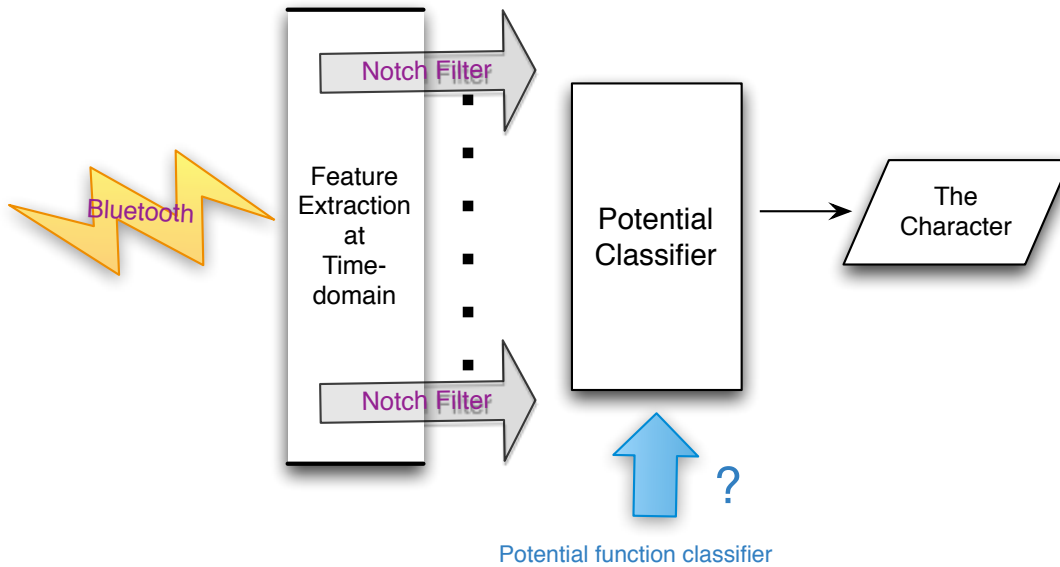 Notch Filter
Bluetooth
Feature
Extraction
at
Time-
domain
Notch Filter
Potential
Classifier
The
Character
?
Potential function classifier